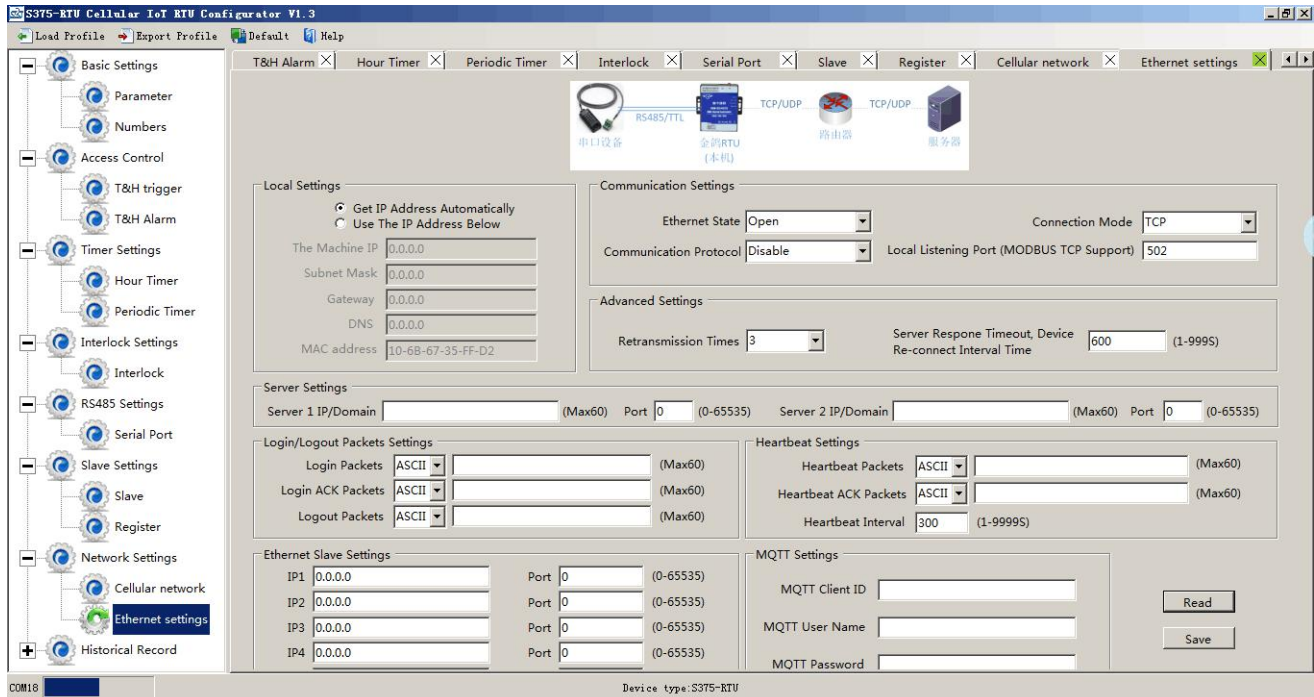 S375-RTU Cellular IoT RTU Configurator V1.3
Load Profile Export Profile Default Help
Basic Settings
Parameter
Numbers
Access Control
T&H trigger
T&H Alarm
Timer Settings
Hour Timer
Periodic Timer
Interlock Settings
Interlock
RS485 Settings
Serial Port
Slave Settings
Slave
Register
Network Settings
Cellular network
Ethernet settings
Historical Record
T&H Alarm Hour Timer Periodic Timer Interlock Serial Port Slave Register Cellular network Ethernet settings
RS485/TTL TCP/UDP TCP/UDP
串口设备 金鸽RTU 路由器 服务器
(本机)
Local Settings
Get IP Address Automatically
Use The IP Address Below
The Machine IP 0.0.0.0
Subnet Mask 0.0.0.0
Gateway 0.0.0.0
DNS 0.0.0.0
MAC address 10-6B-67-35-FF-D2
Communication Settings
Ethernet State Open Connection Mode TCP
Communication Protocol Disable Local Listening Port (MODBUS TCP Support) 502
Advanced Settings
Retransmission Times 3 Server Respone Timeout, Device
Re-connect Interval Time 600 (1-999S)
Server Settings
Server 1 IP/Domain (Max60) Port 0 (0-65535) Server 2 IP/Domain (Max60) Port 0 (0-65535)
Login/Logout Packets Settings
Login Packets ASCII (Max60)
Login ACK Packets ASCII (Max60)
Logout Packets ASCII (Max60)
Heartbeat Settings
Heartbeat Packets ASCII (Max60)
Heartbeat ACK Packets ASCII (Max60)
Heartbeat Interval 300 (1-9999S)
Ethernet Slave Settings
IP1 0.0.0.0 Port 0 (0-65535)
IP2 0.0.0.0 Port 0 (0-65535)
IP3 0.0.0.0 Port 0 (0-65535)
IP4 0.0.0.0 Port 0 (0-65535)
MQTT Settings
MQTT Client ID
MQTT User Name
MQTT Password
Read
Save
COM18 Device type:S375-RTU